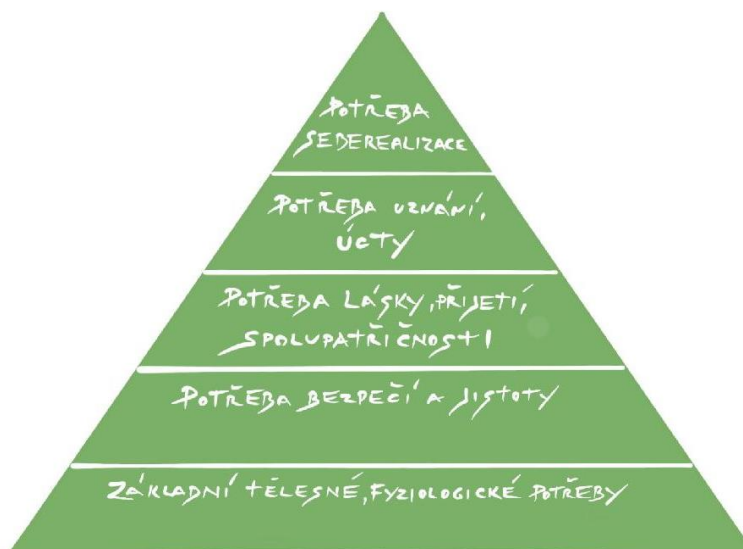 POTŘEBA
SEBEREALIZACE
POTŘEBA UZNÁNÍ,
ÚCTY
POTŘEBA LÁSKY, PŘIJETÍ,
SPOLUPATŘIČNOSTI
POTŘEBA BEZPEČÍ A JISTOTY
ZÁKLADNÍ TĚLESNÉ, FYZIOLOGICKÉ POTŘEBY